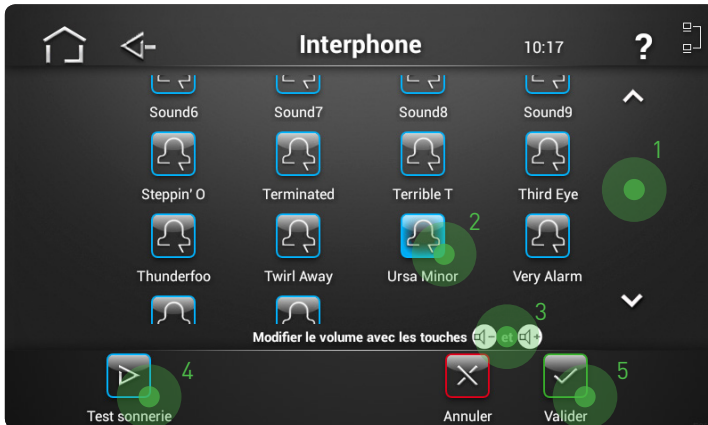 Interphone 10:17 ?
Sound6 Sound7 Sound8 Sound9
1
Steppin' O Terminated Terrible T Third Eye
2
Thunderfoo Twirl Away Ursa Minor Very Alarm
3
Modifier le volume avec les touches - et +
4 5
Test sonnerie Annuler Valider